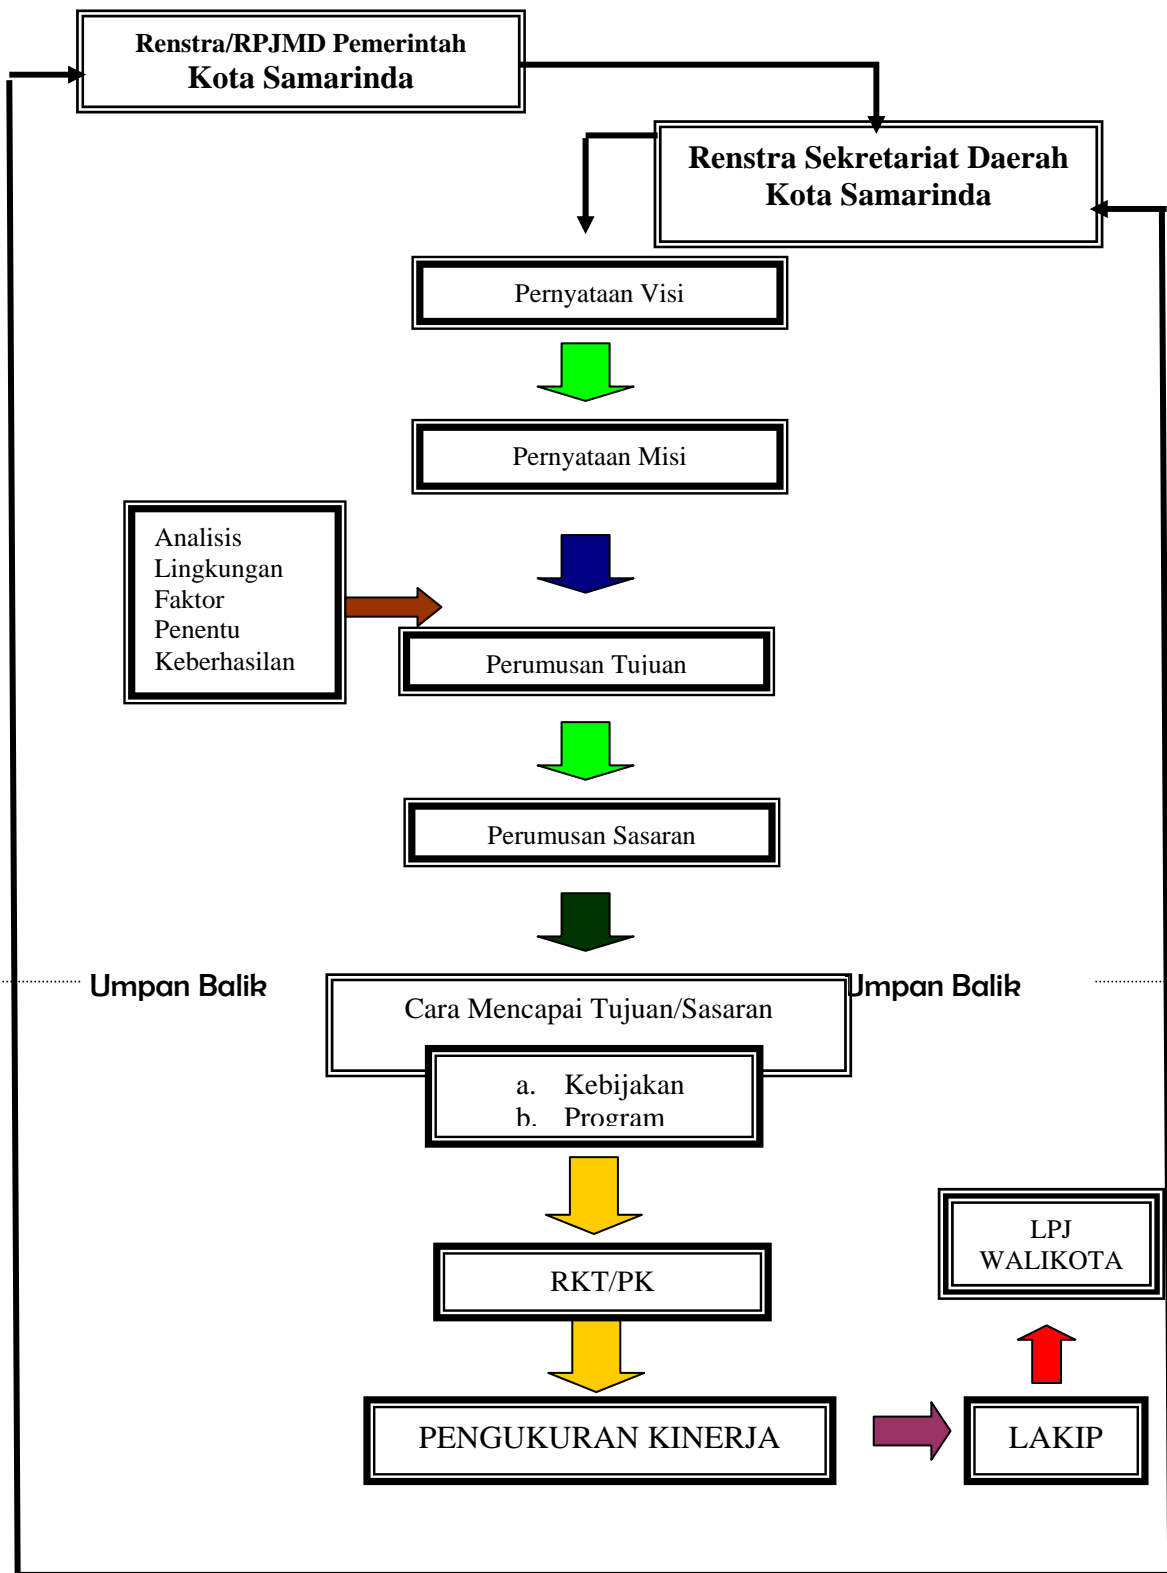 Renstra/RPJMD Pemerintah
Kota Samarinda
Renstra Sekretariat Daerah
Kota Samarinda
Pernyataan Visi
Pernyataan Misi
Analisis
Lingkungan
Faktor
Penentu
Keberhasilan
Perumusan Tujuan
Perumusan Sasaran
Umpan Balik
Cara Mencapai Tujuan/Sasaran
Umpan Balik
a. Kebijakan
b. Program
RKT/PK
LPJ
WALIKOTA
PENGUKURAN KINERJA
LAKIP